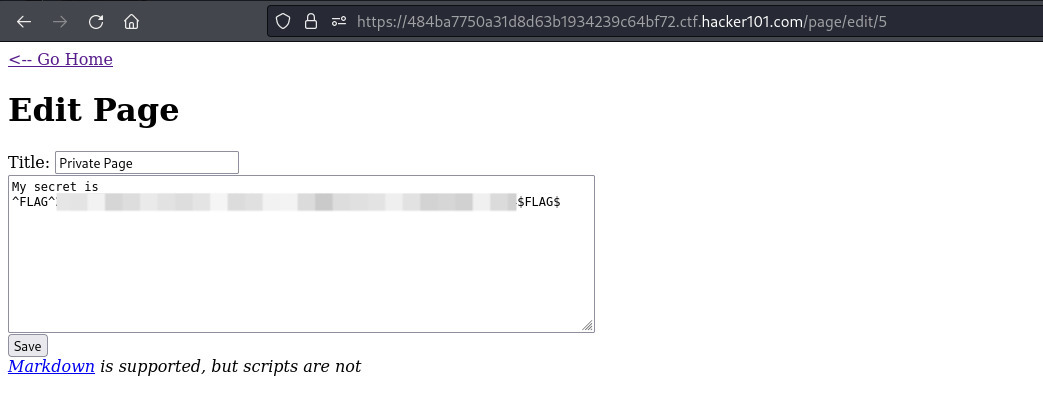 https://484ba7750a31d8d63b1934239c64bf72.ctf.hacker101.com/page/edit/5
<-- Go Home
Edit Page
Title: Private Page
My secret is
^FLAG^ $FLAG$
Save
Markdown is supported, but scripts are not